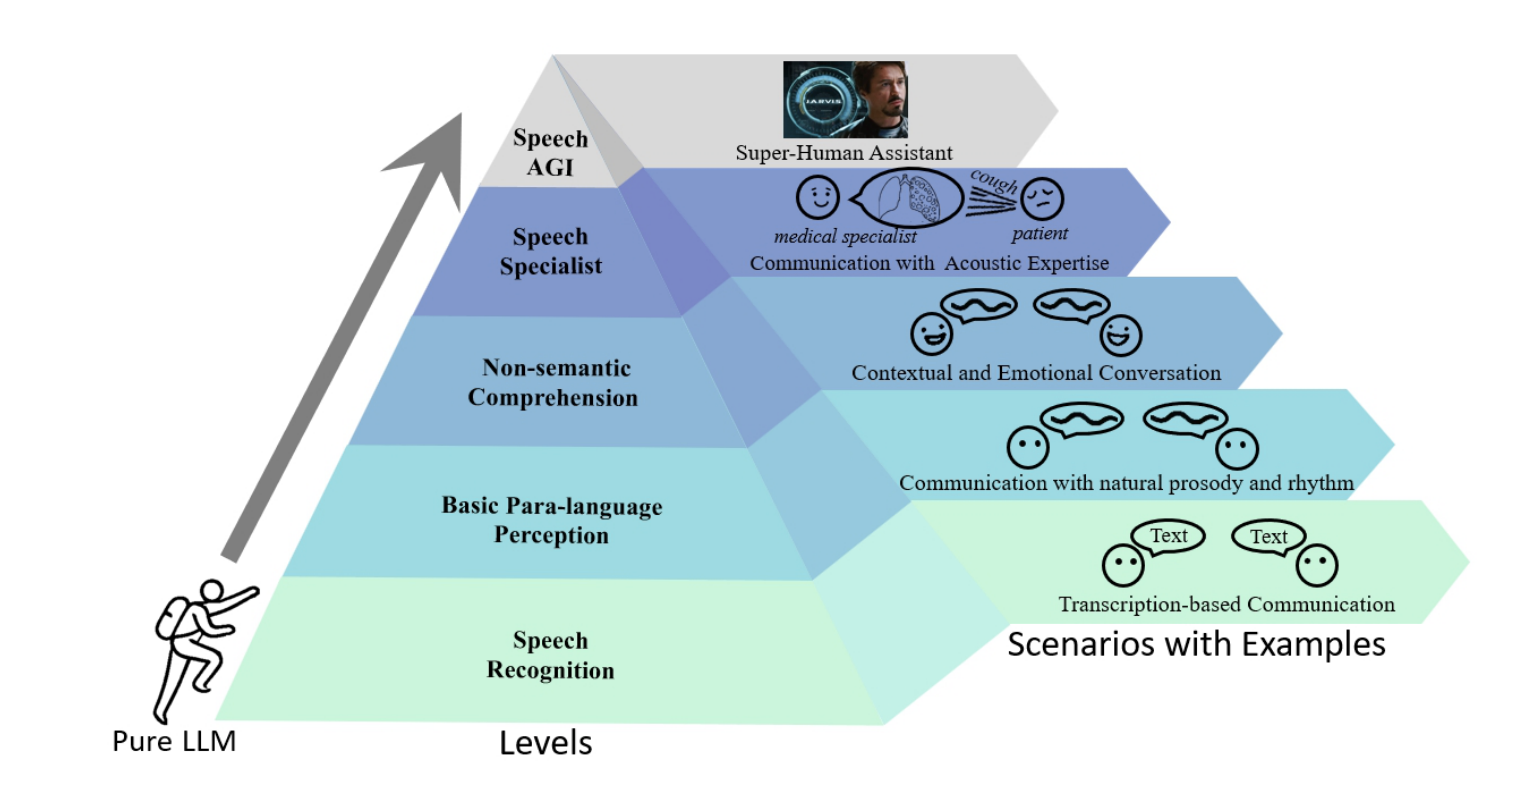 Speech
AGI
JARVIS
Super-Human Assistant
Speech
Specialist
cough
medical specialist
patient
Communication with Acoustic Expertise
Non-semantic
Comprehension
Contextual and Emotional Conversation
Basic Para-language
Perception
Communication with natural prosody and rhythm
Speech
Recognition
Text
Text
Transcription-based Communication
Scenarios with Examples
Pure LLM
Levels